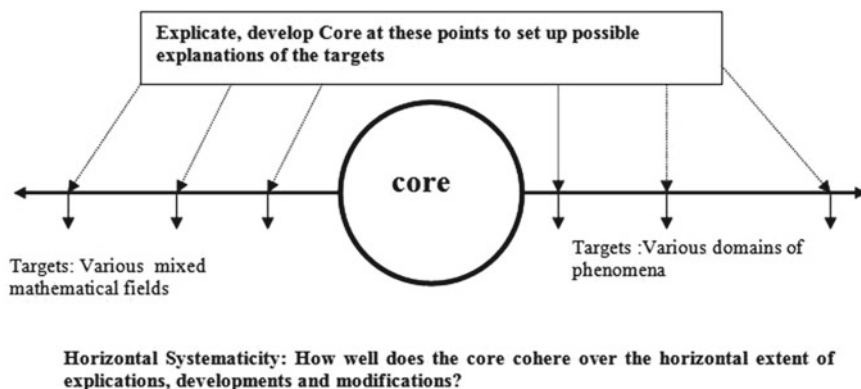 Explicate, develop Core at these points to set up possible
explanations of the targets
core
Targets: Various mixed
mathematical fields
Targets :Various domains of
phenomena
Horizontal Systematicity: How well does the core cohere over the horizontal extent of
explications, developments and modifications?